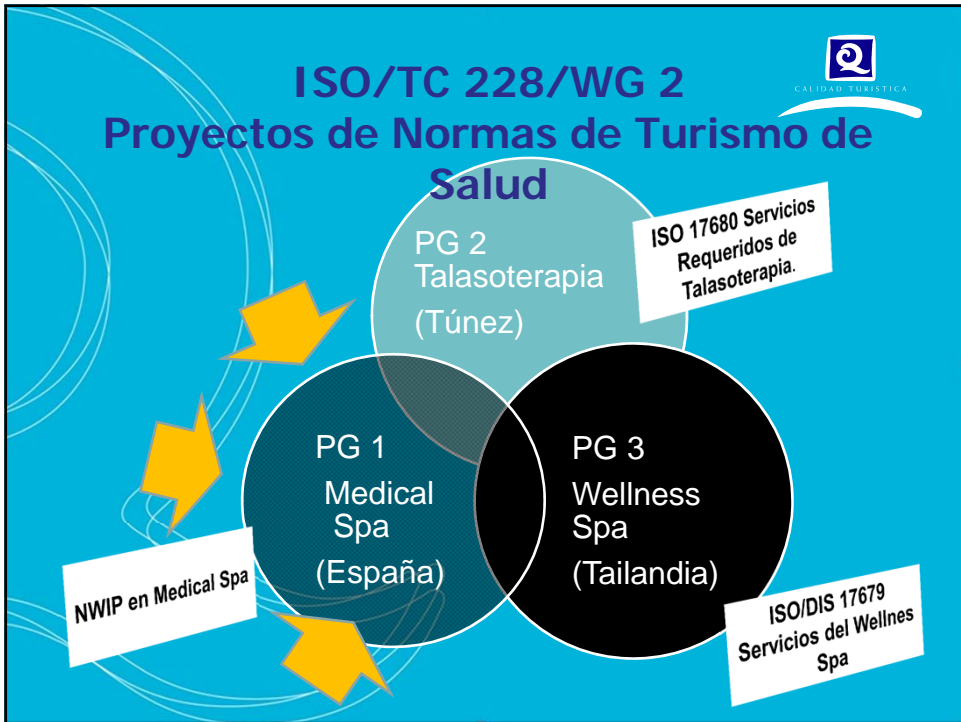 ISO/TC 228/WG 2
Proyectos de Normas de Turismo de
Salud
Q
CALIDAD TURISTICA
PG 2
Talasoterapia
(Túnez)
ISO 17680 Servicios
Requeridos de
Talasoterapia.
PG 1
Medical
Spa
(España)
PG 3
Wellness
Spa
(Tailandia)
NWIP en Medical Spa
ISO/DIS 17679
Servicios del Wellnes
Spa